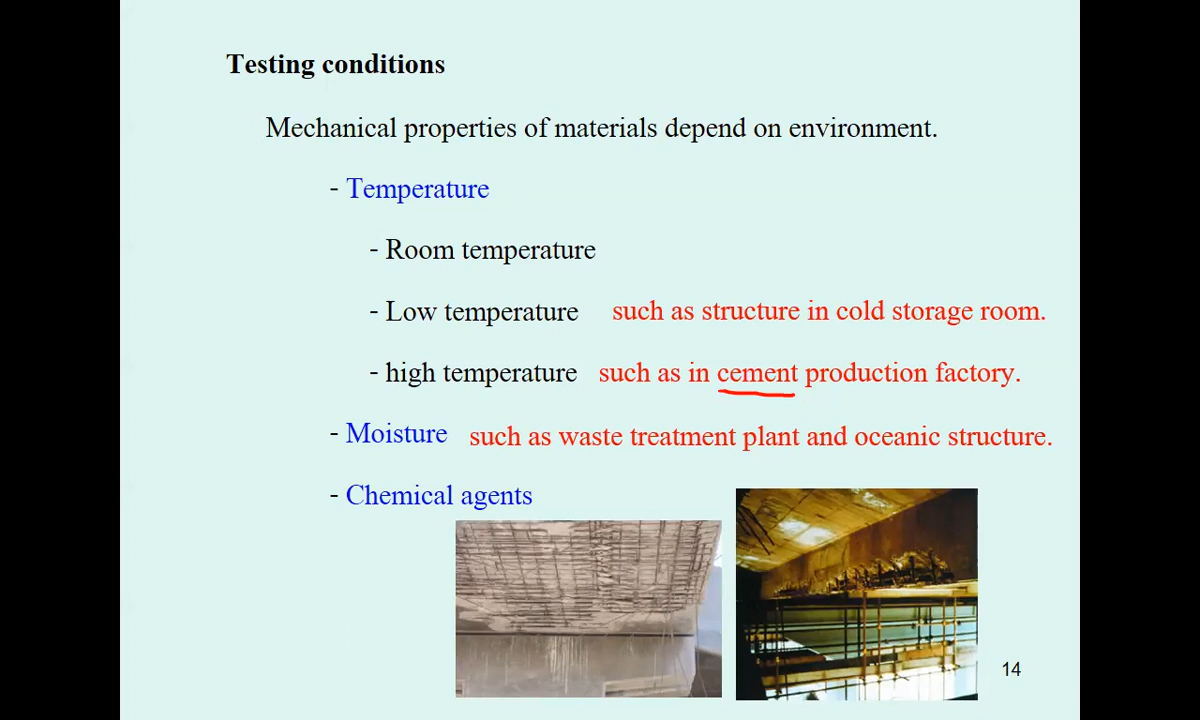 Testing conditions
Mechanical properties of materials depend on environment.
- Temperature
- Room temperature
- Low temperature such as structure in cold storage room.
- high temperature such as in cement production factory.
- Moisture such as waste treatment plant and oceanic structure.
- Chemical agents
14